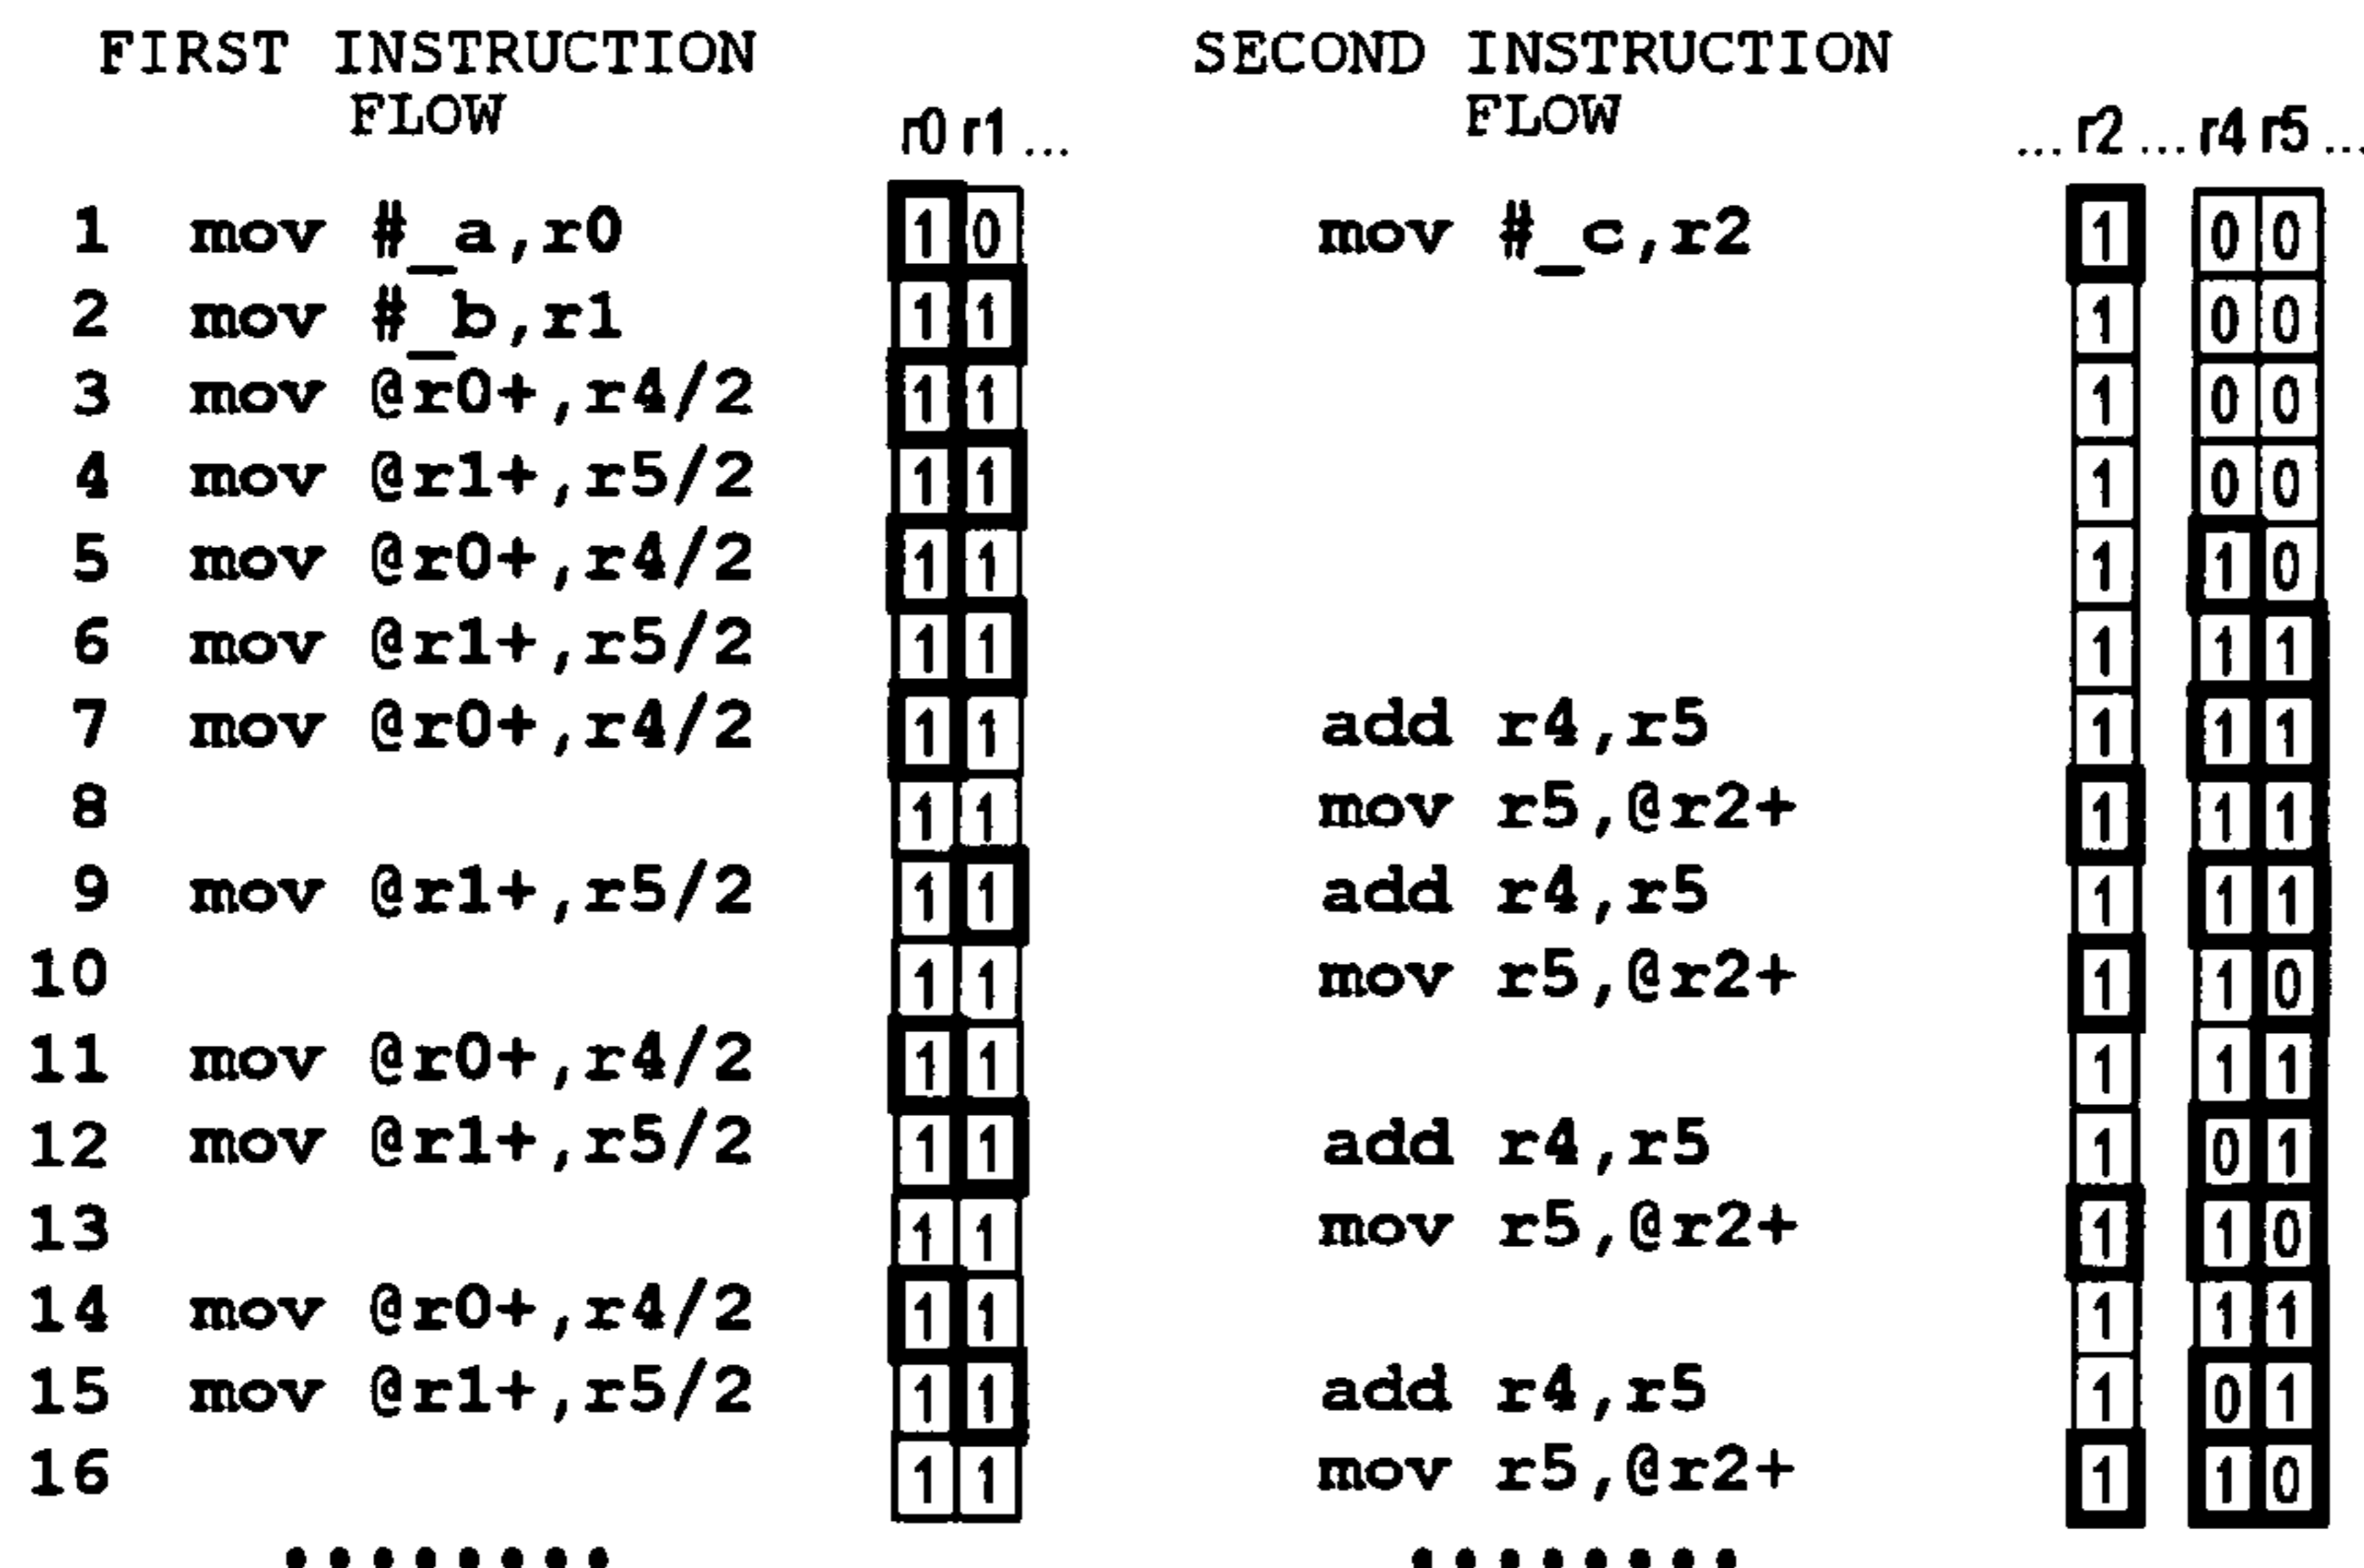 FIRST INSTRUCTION SECOND INSTRUCTION
FLOW FLOW
r0 r1 ... ... r2 ... r4 r5 ...
1 mov #_a,r0 1 0 mov #_c,r2 1 0 0
2 mov #_b,r1 1 1 1 0 0
3 mov @r0+,r4/2 1 1 1 0 0
4 mov @r1+,r5/2 1 1 1 0 0
5 mov @r0+,r4/2 1 1 1 1 0
6 mov @r1+,r5/2 1 1 1 1 1
7 mov @r0+,r4/2 1 1 add r4,r5 1 1 1
8 1 1 mov r5,@r2+ 1 1 1
9 mov @r1+,r5/2 1 1 add r4,r5 1 1 1
10 1 1 mov r5,@r2+ 1 1 0
11 mov @r0+,r4/2 1 1 1 1 1
12 mov @r1+,r5/2 1 1 add r4,r5 1 0 1
13 1 1 mov r5,@r2+ 1 1 0
14 mov @r0+,r4/2 1 1 1 1 1
15 mov @r1+,r5/2 1 1 add r4,r5 1 0 1
16 1 1 mov r5,@r2+ 1 1 0
........ ........